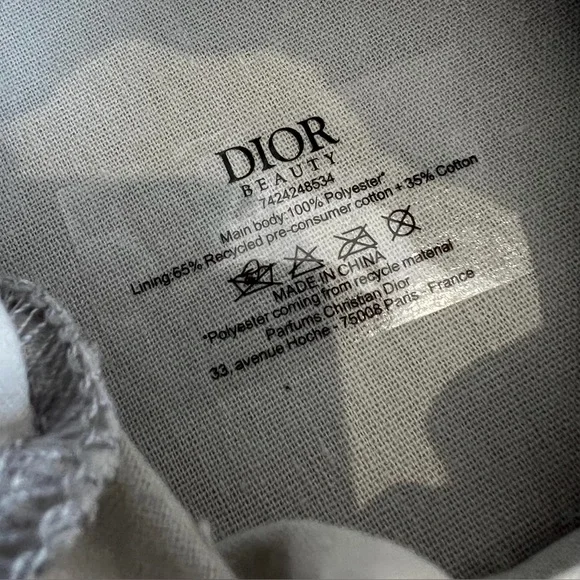 DIOR
BEAUTY
7424248534
Main body:100% Polyester*
Lining:65% Recycled pre-consumer cotton + 35% Cotton
MADE IN CHINA
*Polyester coming from recycle material
Parfums Christian Dior
33, avenue Hoche - 75008 Paris - France